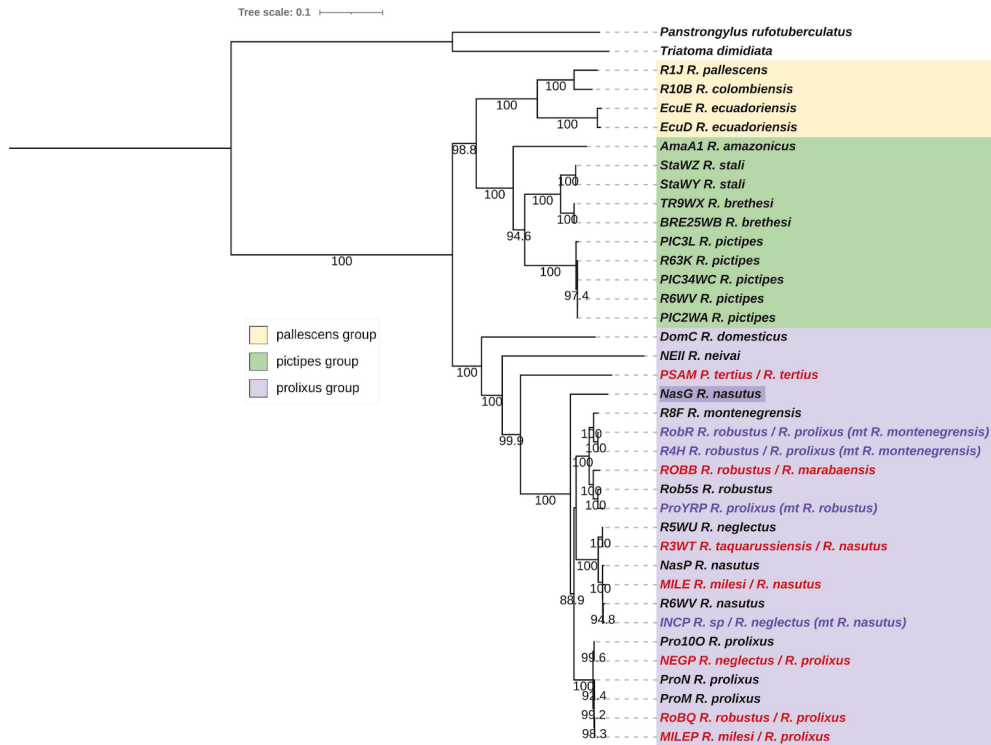 Tree scale: 0.1
Panstrongylus rufotuberculatus
Triatoma dimidiata
R1J R. pallescens
100
R10B R. colombiensis
100
EcuE R. ecuadoriensis
100
EcuD R. ecuadoriensis
98.8
AmaA1 R. amazonicus
StaWZ R. stali
100
StaWY R. stali
100
100
TR9WX R. brethesi
100
BRE25WB R. brethesi
94.6
PIC3L R. pictipes
100
R63K R. pictipes
100
PIC34WC R. pictipes
97.4
R6WV R. pictipes
PIC2WA R. pictipes
pallescens group
pictipes group
prolixus group
DomC R. domesticus
NEII R. neivai
100
PSAM P. tertius / R. tertius
NasG R. nasutus
100
R8F R. montenegrensis
100
RobR R. robustus / R. prolixus (mt R. montenegrensis)
99.9
100
R4H R. robustus / R. prolixus (mt R. montenegrensis)
100
ROBB R. robustus / R. marabaensis
100
Rob5s R. robustus
100
100
ProYRP R. prolixus (mt R. robustus)
R5WU R. neglectus
100
R3WT R. taquarussiensis / R. nasutus
100
NasP R. nasutus
100
MILE R. milesi / R. nasutus
88.9
R6WV R. nasutus
94.8
INCP R. sp / R. neglectus (mt R. nasutus)
Pro10O R. prolixus
99.6
NEGP R. neglectus / R. prolixus
100
ProN R. prolixus
92.4
ProM R. prolixus
99.2
RoBQ R. robustus / R. prolixus
98.3
MILEP R. milesi / R. prolixus